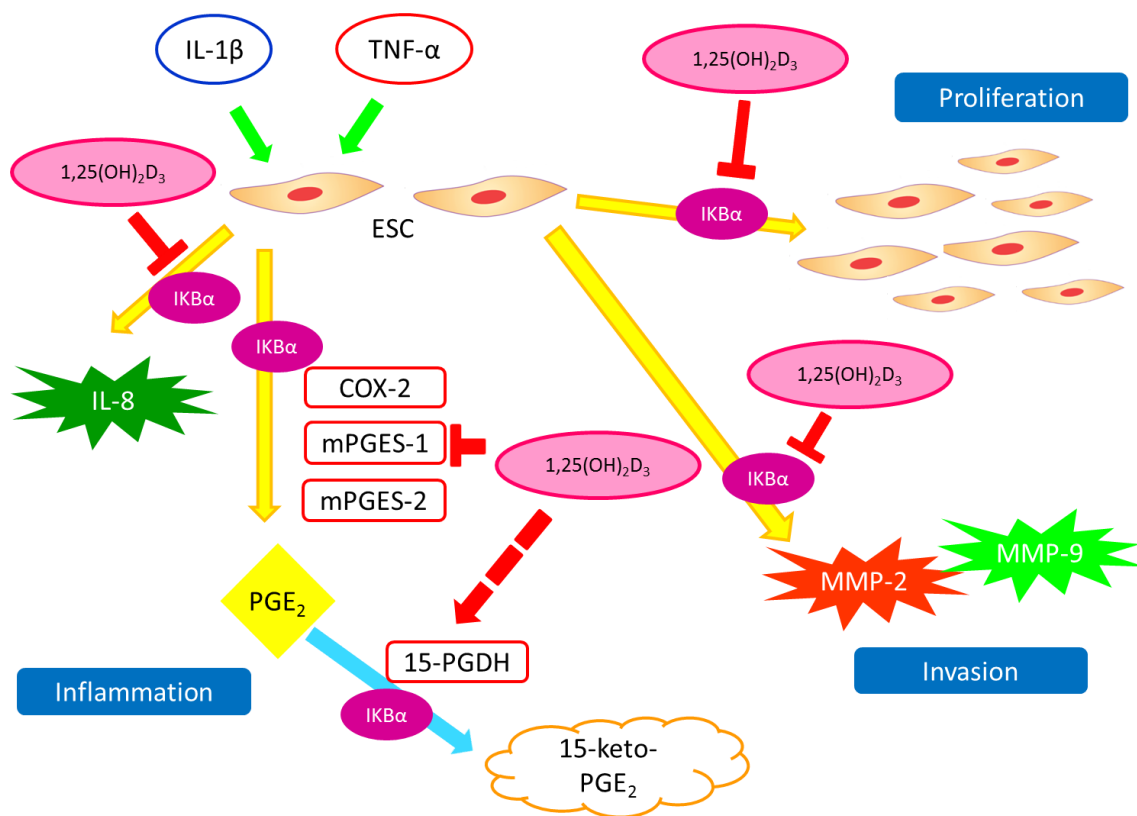 IL-1β
TNF-α
1,25(OH)₂D₃
Proliferation
1,25(OH)₂D₃
ESC
IKBα
IKBα
IKBα
1,25(OH)₂D₃
COX-2
IL-8
mPGES-1
1,25(OH)₂D₃
IKBα
mPGES-2
MMP-9
MMP-2
PGE₂
15-PGDH
Invasion
Inflammation
IKBα
15-keto-
PGE₂